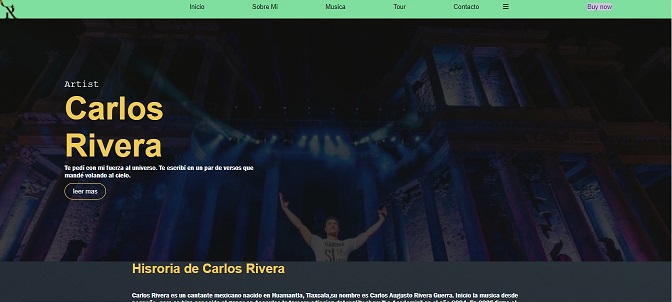 Inicio Sobre Mi Musica Tour Contacto ☰ Buy now
Artist
Carlos
Rivera
Te pedí con mi fuerza al universo. Te escribí en un par de versos que
mandé volando al cielo.
leer mas
Hisroria de Carlos Rivera
Carlos Rivera es un cantante mexicano nacido en Huamantla, Tlaxcala,su nombre es Carlos Augusto Rivera Guerra. Inicio la musica desde